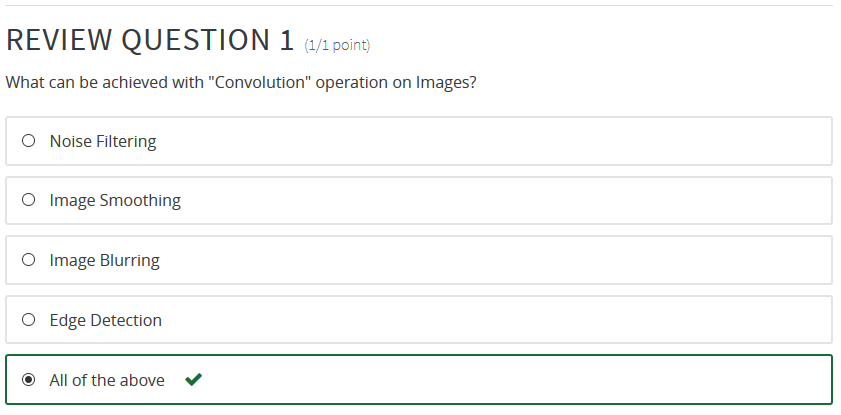 REVIEW QUESTION 1 (1/1 point)
What can be achieved with "Convolution" operation on Images?
Noise Filtering
Image Smoothing
Image Blurring
Edge Detection
All of the above